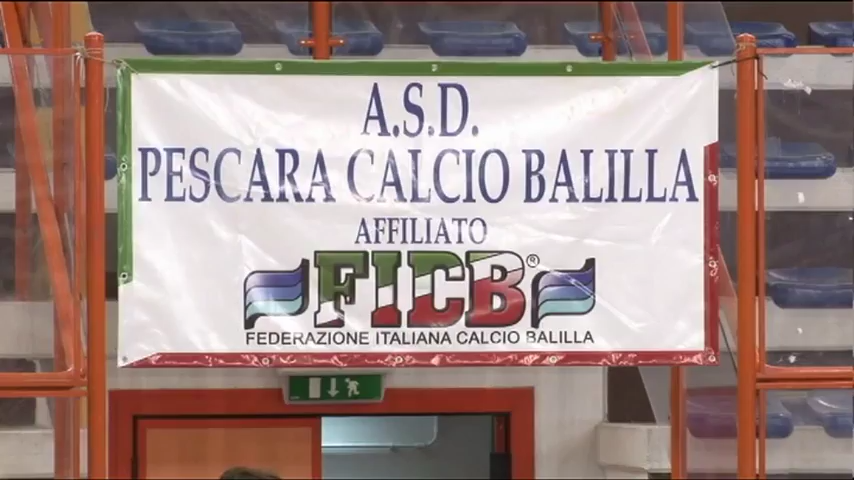 A.S.D.
PESCARA CALCIO BALILLA
AFFILIATO
FICB®
FEDERAZIONE ITALIANA CALCIO BALILLA